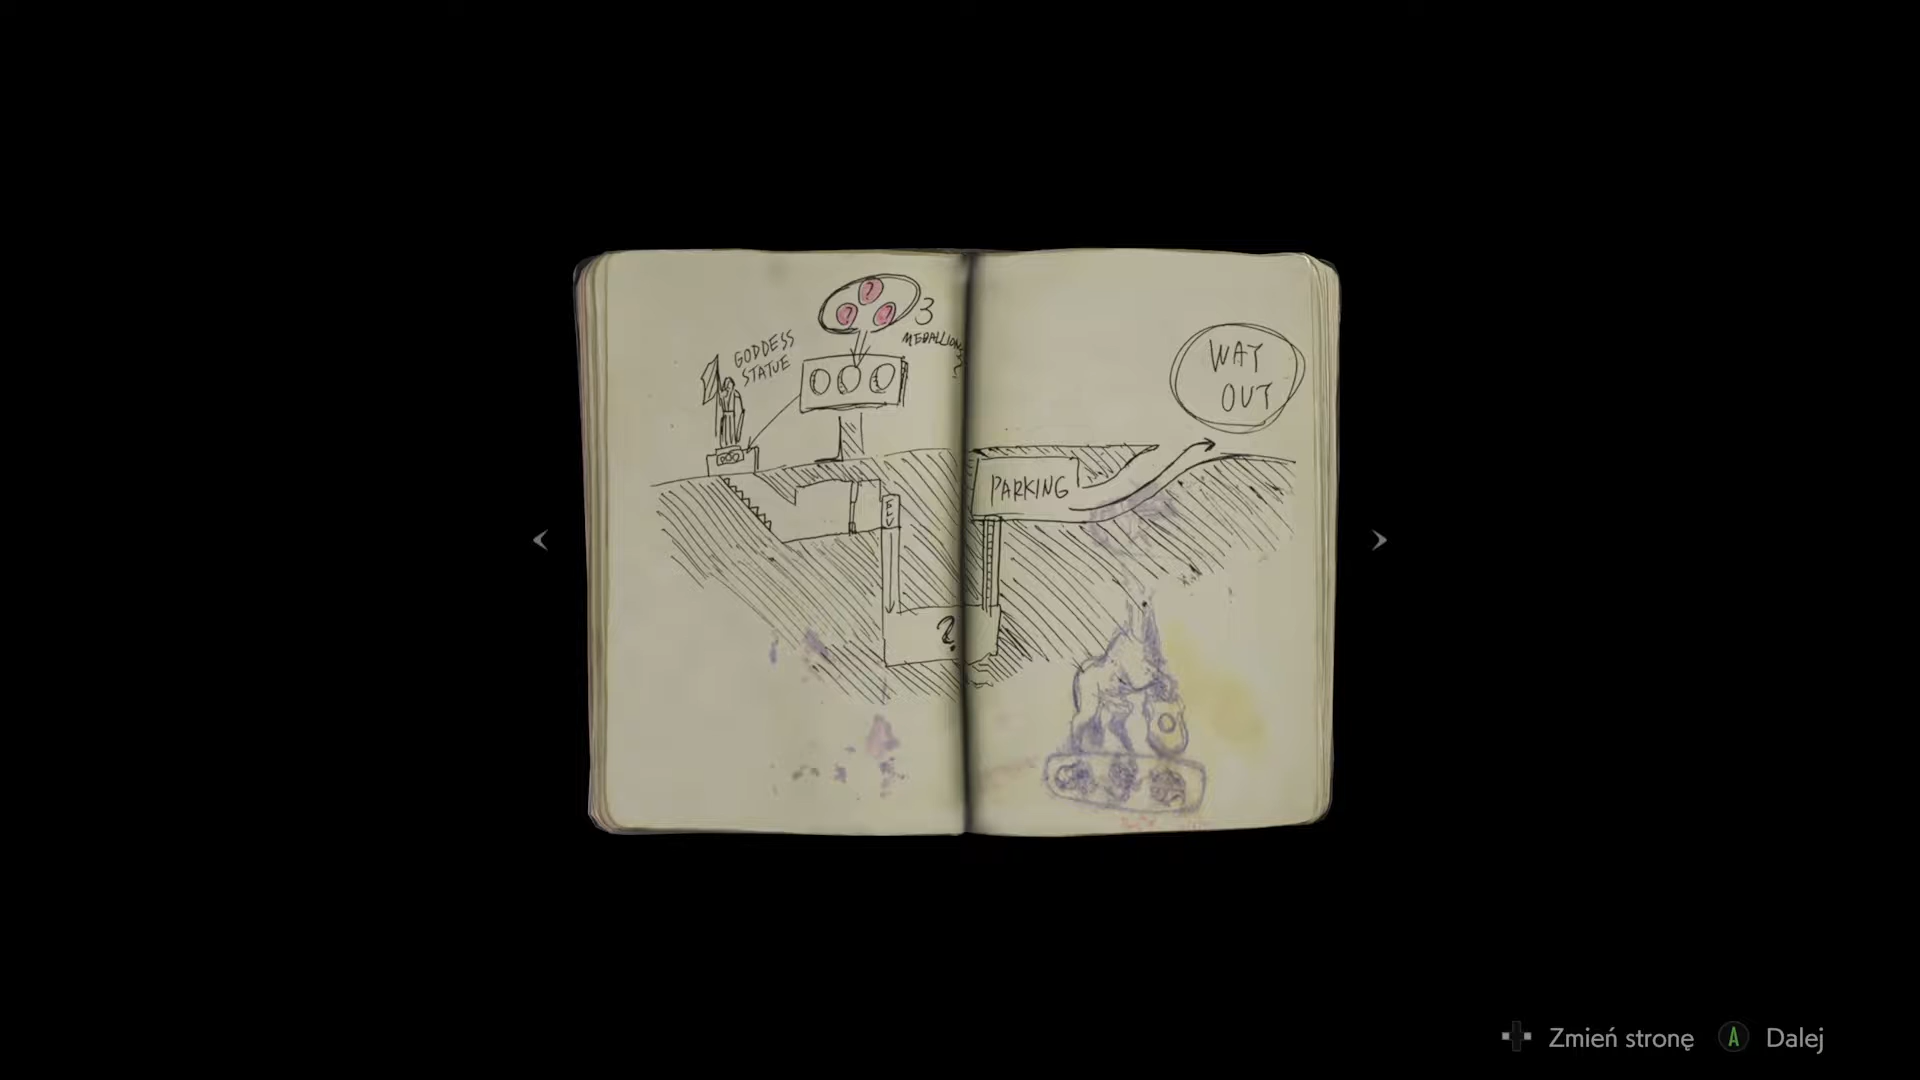 ? ? ?
3
MEDALLIONS
GODDESS
STATUE
ELV
?
PARKING
WAY
OUT
Zmień stronę
A Dalej